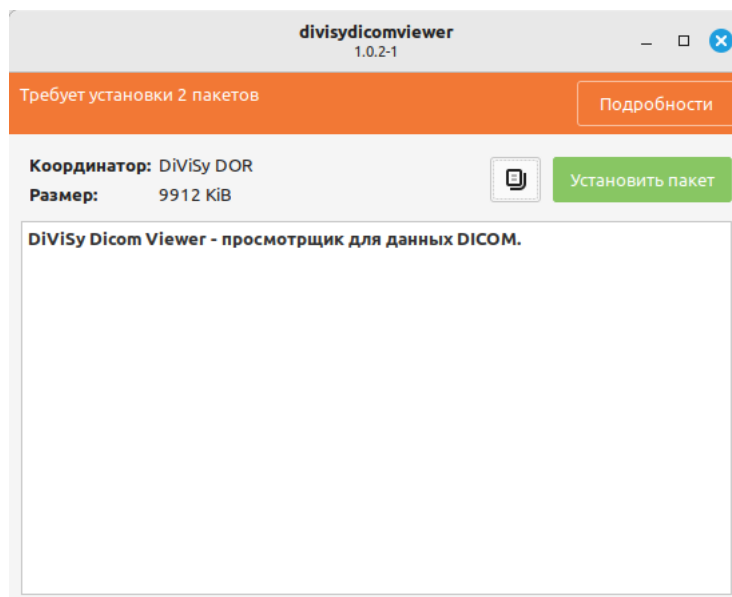 divisydicomviewer
1.0.2-1
Требует установки 2 пакетов
Подробности
Координатор: DiViSy DOR
Размер: 9912 KiB
Установить пакет
DiViSy Dicom Viewer - просмотрщик для данных DICOM.